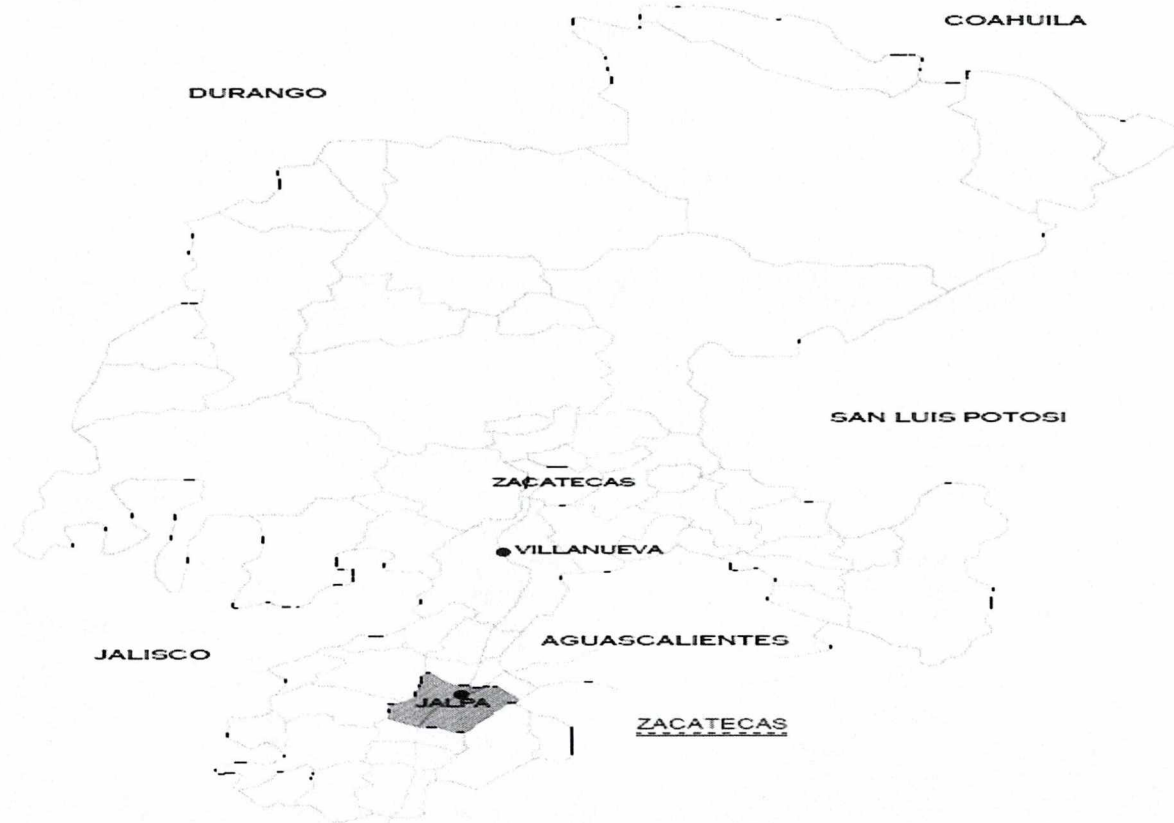 COAHUILA
DURANGO
SAN LUIS POTOSI
ZACATECAS
VILLANUEVA
AGUASCALIENTES
JALISCO
JALPA
ZACATECAS